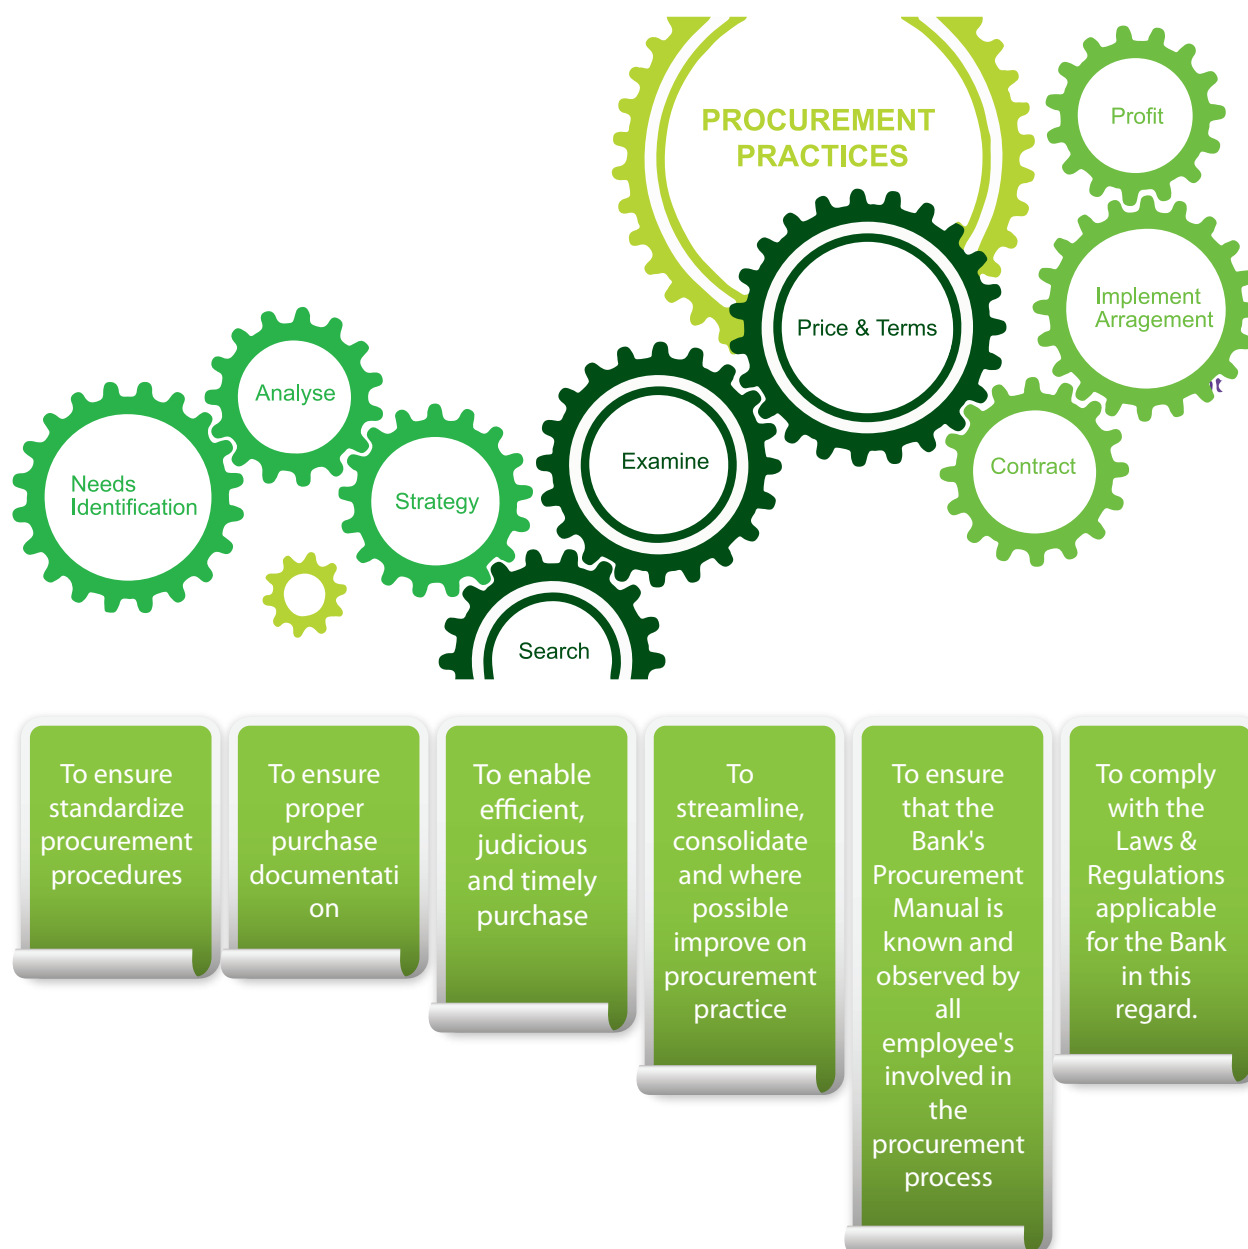 PROCUREMENT
PRACTICES
Profit
Implement
Arragement
Price & Terms
Analyse
Needs
Identification
Strategy
Examine
Contract
Search
To ensure
standardize
procurement
procedures
To ensure
proper
purchase
documentati
on
To enable
efficient,
judicious
and timely
purchase
To
streamline,
consolidate
and where
possible
improve on
procurement
practice
To ensure
that the
Bank's
Procurement
Manual is
known and
observed by
all
employee's
involved in
the
procurement
process
To comply
with the
Laws &
Regulations
applicable
for the Bank
in this
regard.